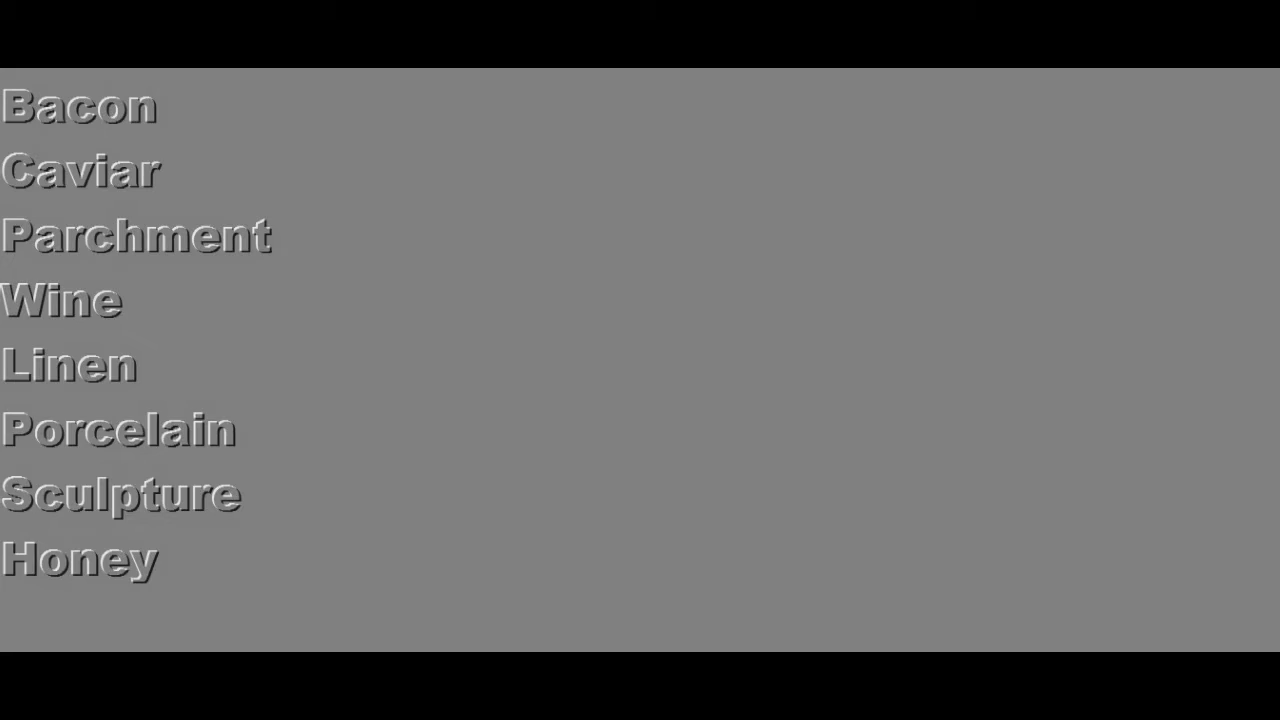 Bacon
Caviar
Parchment
Wine
Linen
Porcelain
Sculpture
Honey